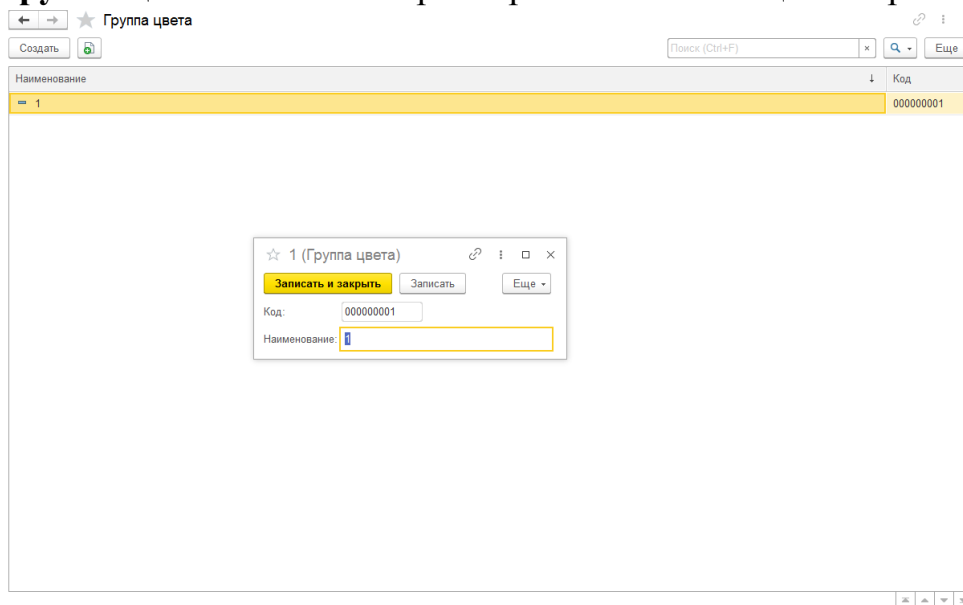 Группа цвета
Создать
Поиск (Ctrl+F)
×
Еще
Наименование
↓
Код
1
000000001
1 (Группа цвета)
Записать и закрыть
Записать
Еще
Код:
000000001
Наименование:
1